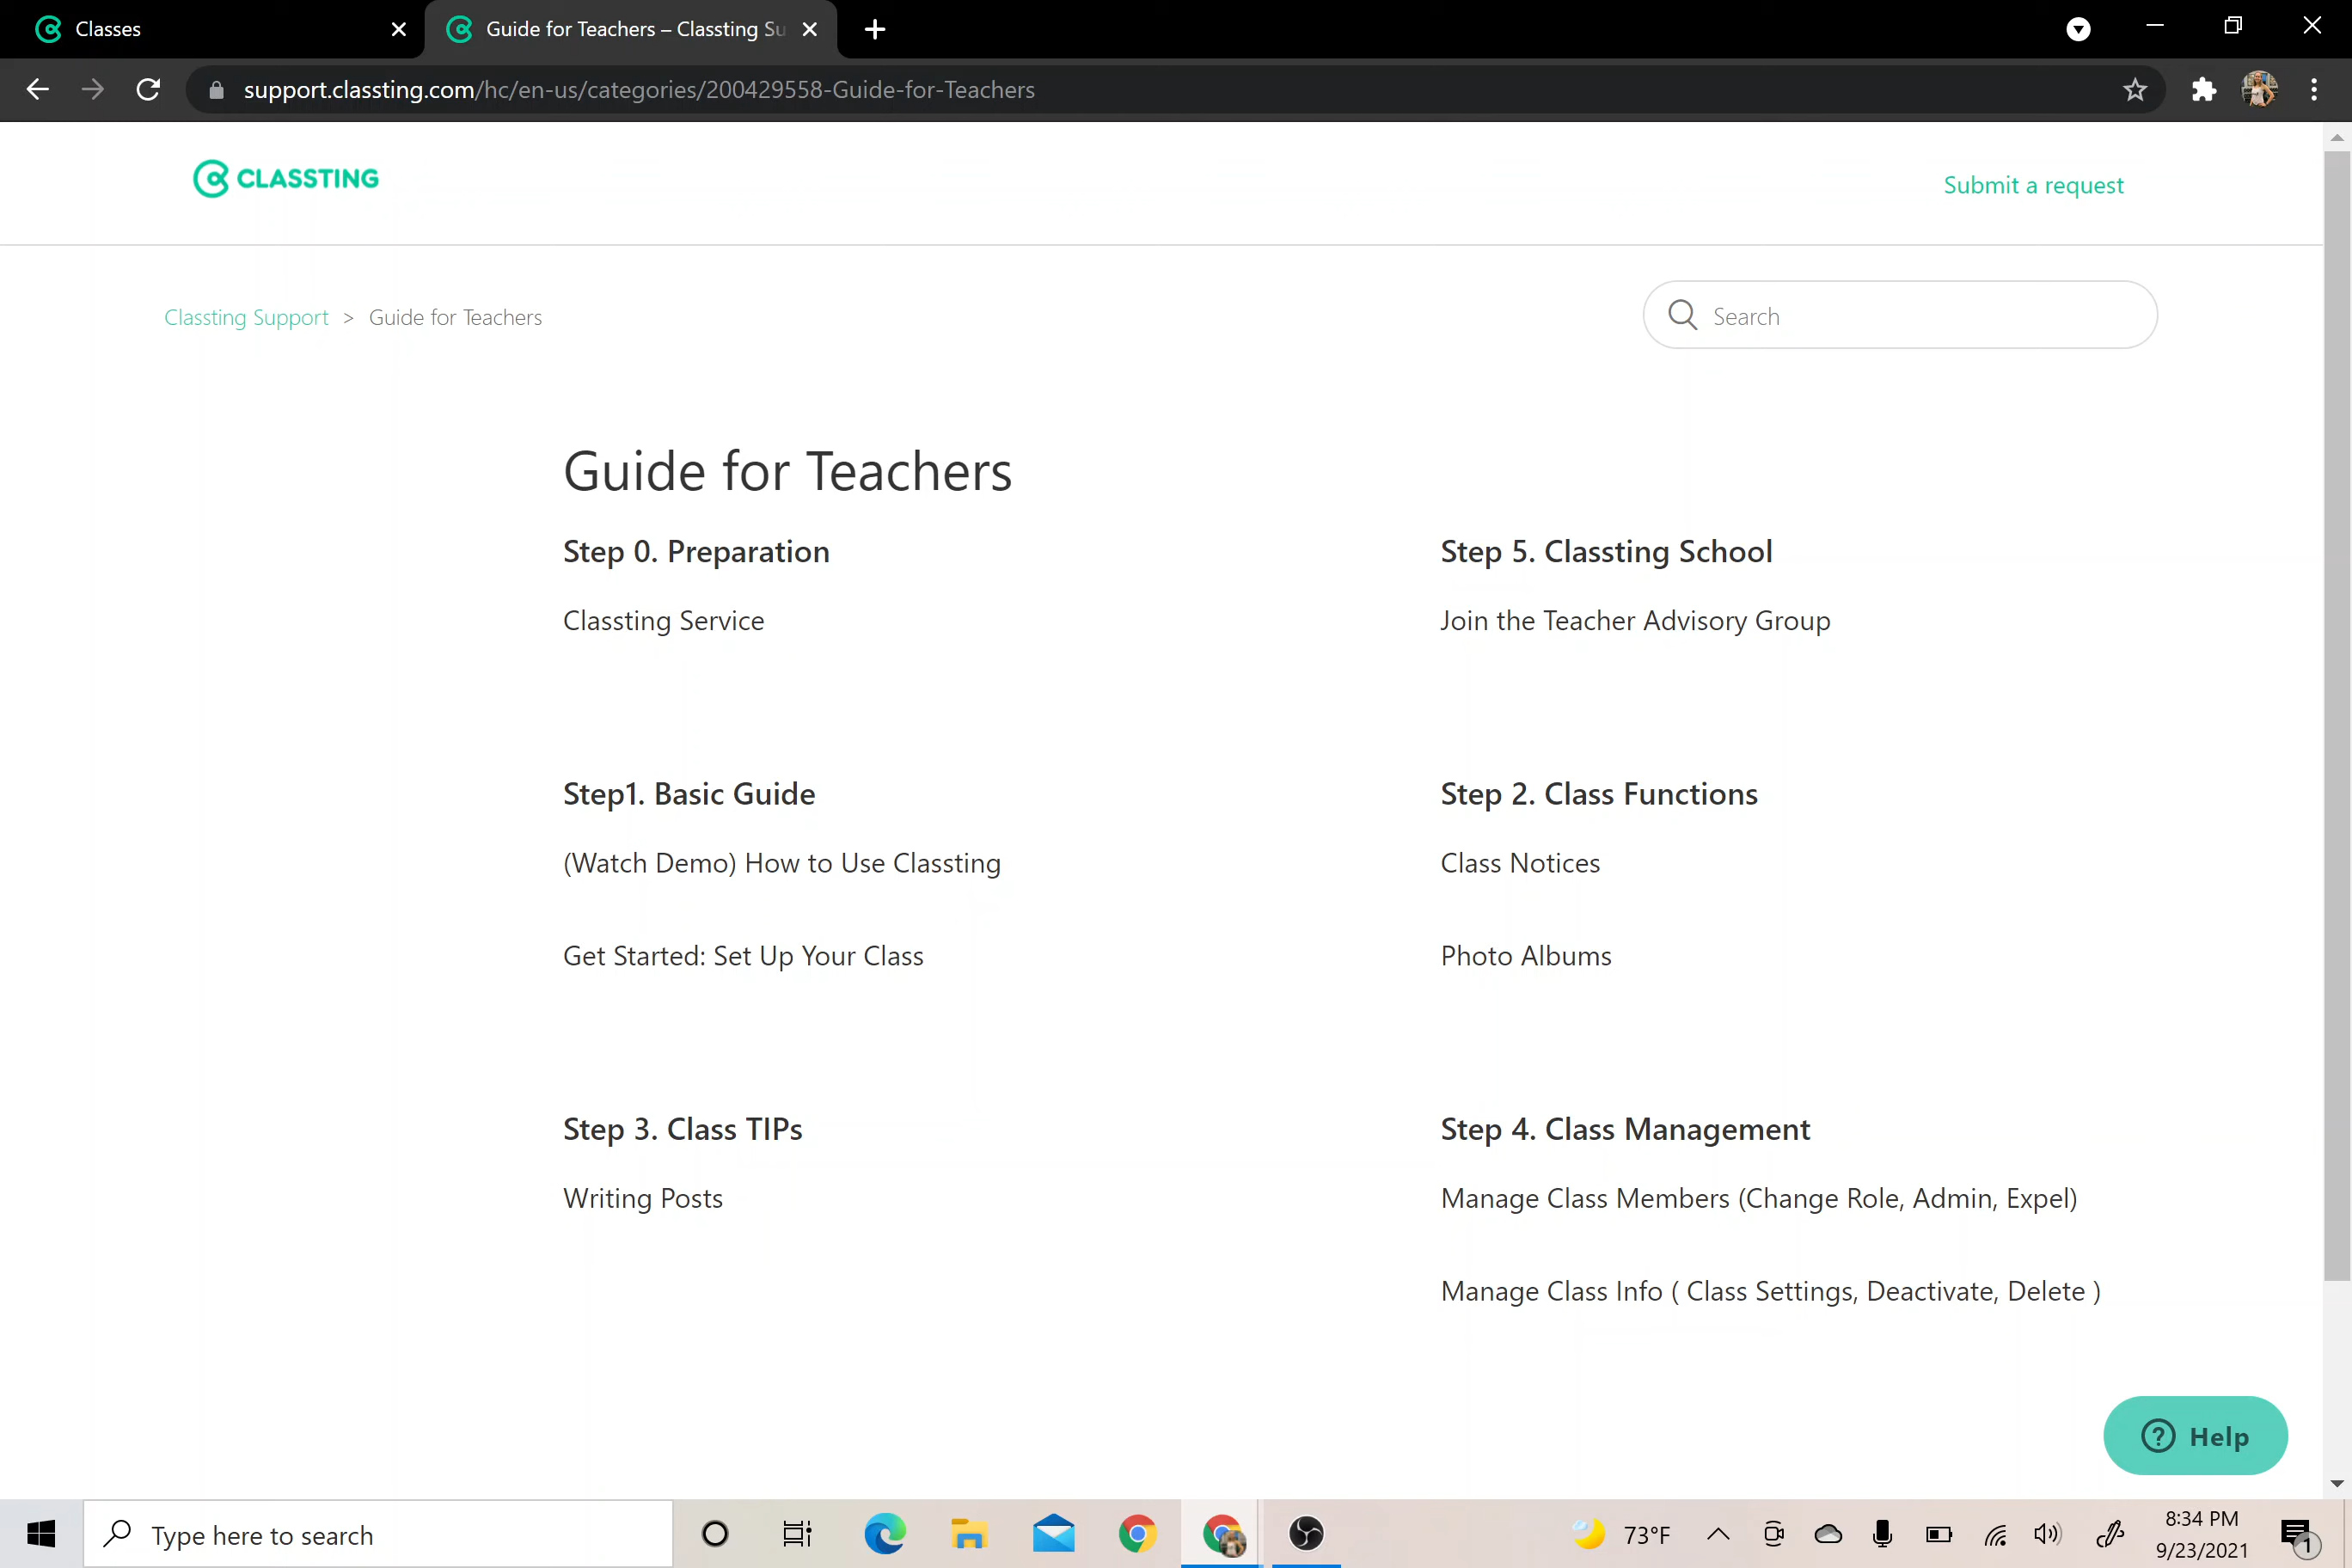 Classes
Guide for Teachers – Classting Su
support.classting.com/hc/en-us/categories/200429558-Guide-for-Teachers
CLASSTING
Submit a request
Classting Support > Guide for Teachers
Search
Guide for Teachers
Step 0. Preparation
Classting Service
Step 5. Classting School
Join the Teacher Advisory Group
Step1. Basic Guide
(Watch Demo) How to Use Classting
Get Started: Set Up Your Class
Step 2. Class Functions
Class Notices
Photo Albums
Step 3. Class TIPs
Writing Posts
Step 4. Class Management
Manage Class Members (Change Role, Admin, Expel)
Manage Class Info ( Class Settings, Deactivate, Delete )
? Help
Type here to search
73°F
8:34 PM
9/23/2021
1